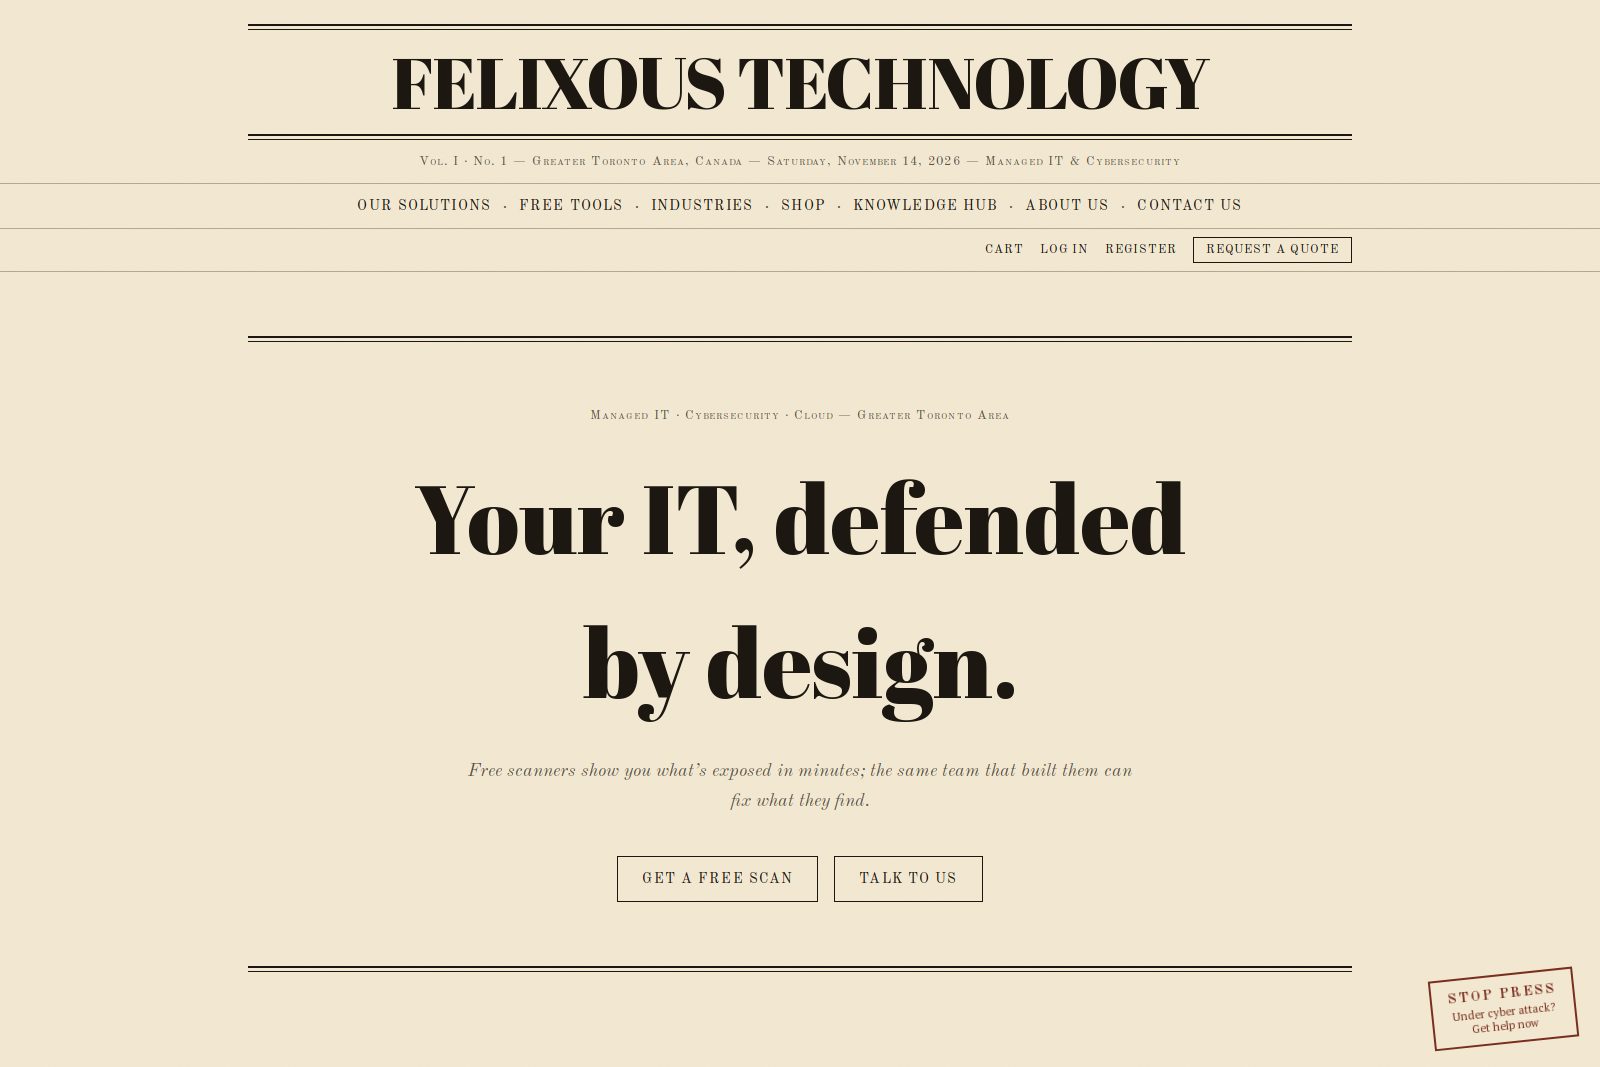 FELIXOUS TECHNOLOGY
Vol. I · No. 1 — Greater Toronto Area, Canada — Saturday, November 14, 2026 — Managed IT & Cybersecurity
OUR SOLUTIONS · FREE TOOLS · INDUSTRIES · SHOP · KNOWLEDGE HUB · ABOUT US · CONTACT US
CART LOG IN REGISTER REQUEST A QUOTE
Managed IT · Cybersecurity · Cloud — Greater Toronto Area
Your IT, defended
by design.
Free scanners show you what’s exposed in minutes; the same team that built them can
fix what they find.
GET A FREE SCAN TALK TO US
STOP PRESS
Under cyber attack?
Get help now